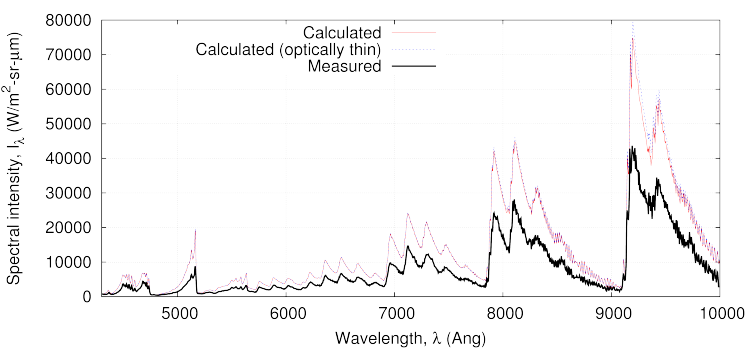 80000
70000
60000
50000
40000
30000
20000
10000
0
Spectral intensity, Iλ (W/m²-sr-μm)
Calculated
Calculated (optically thin)
Measured
5000 6000 7000 8000 9000 10000
Wavelength, λ (Ang)